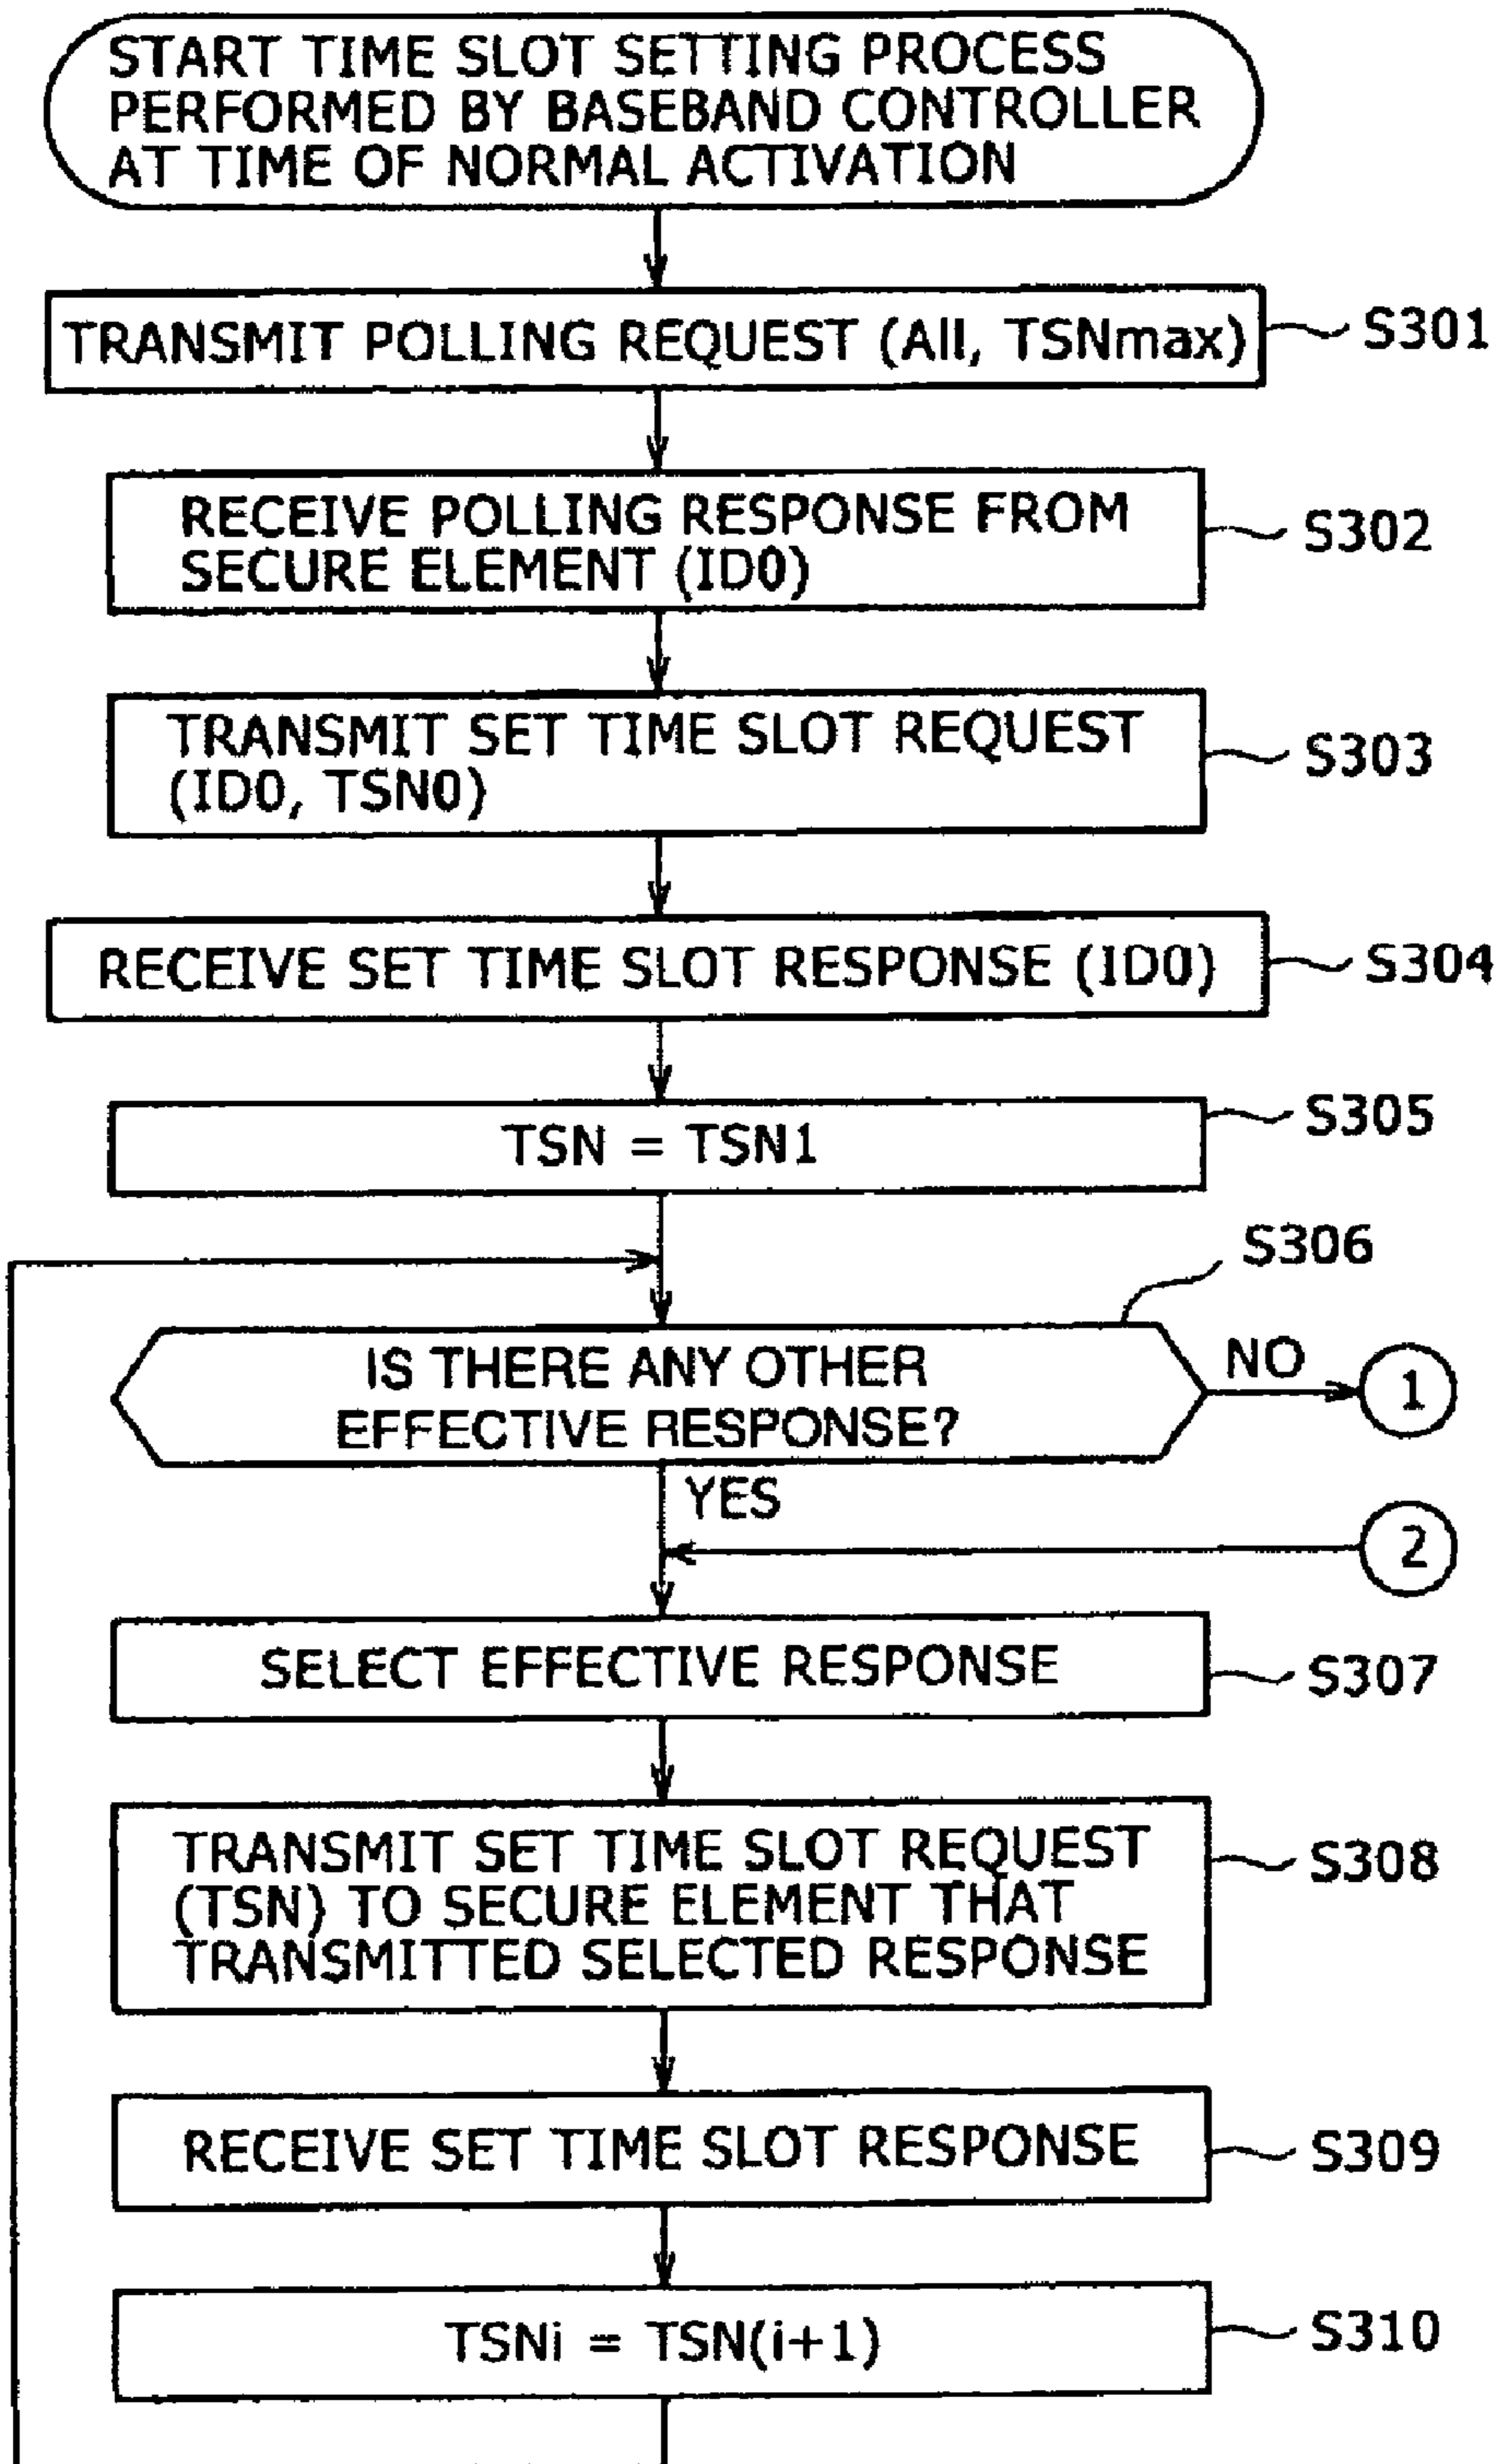 START TIME SLOT SETTING PROCESS
PERFORMED BY BASEBAND CONTROLLER
AT TIME OF NORMAL ACTIVATION
TRANSMIT POLLING REQUEST (All, TSNmax)
S301
RECEIVE POLLING RESPONSE FROM
SECURE ELEMENT (ID0)
S302
TRANSMIT SET TIME SLOT REQUEST
(ID0, TSN0)
S303
RECEIVE SET TIME SLOT RESPONSE (ID0)
S304
TSN = TSN1
S305
S306
IS THERE ANY OTHER
EFFECTIVE RESPONSE?
NO
1
YES
2
SELECT EFFECTIVE RESPONSE
S307
TRANSMIT SET TIME SLOT REQUEST
(TSN) TO SECURE ELEMENT THAT
TRANSMITTED SELECTED RESPONSE
S308
RECEIVE SET TIME SLOT RESPONSE
S309
TSNi = TSN(i+1)
S310